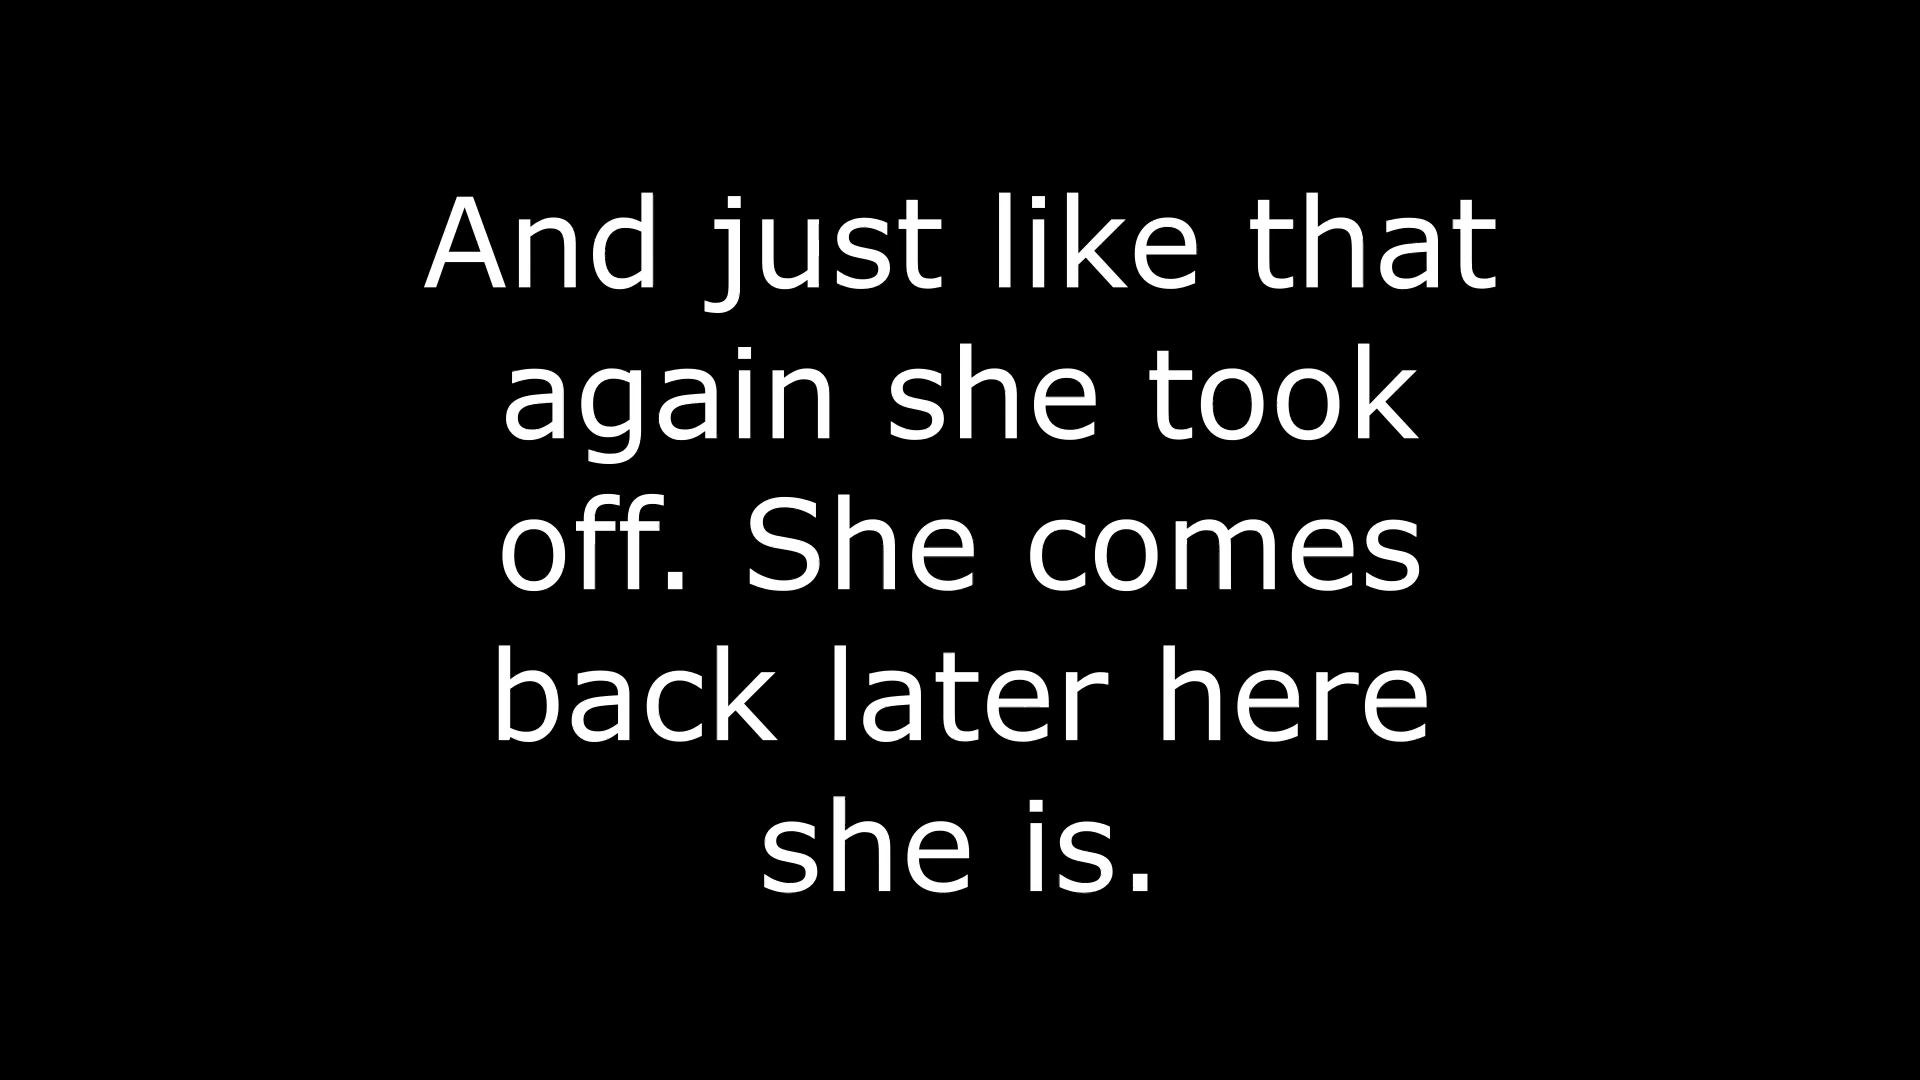 And just like that
again she took
off. She comes
back later here
she is.